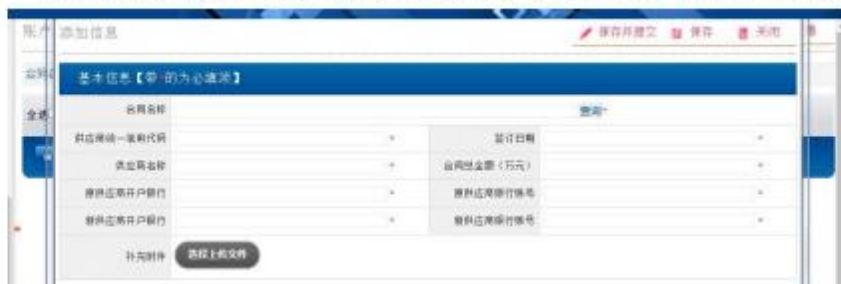 添加信息 保存并提交 保存 关闭
基本信息【带*的为必填项】
合同名称 查询*
供应商统一信用代码 * 签订日期 *
供应商名称 * 合同总金额（万元） *
原供应商开户银行 * 原供应商银行账号 *
新供应商开户银行 * 新供应商银行账号 *
补充附件 选择上传文件